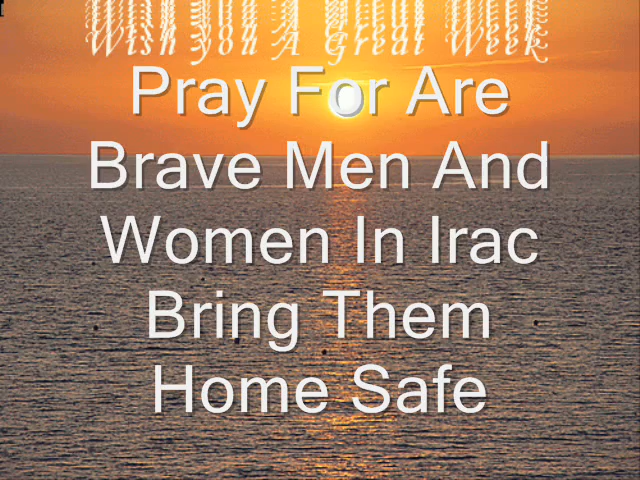 Wish you A Great Week
Pray For Are
Brave Men And
Women In Irac
Bring Them
Home Safe